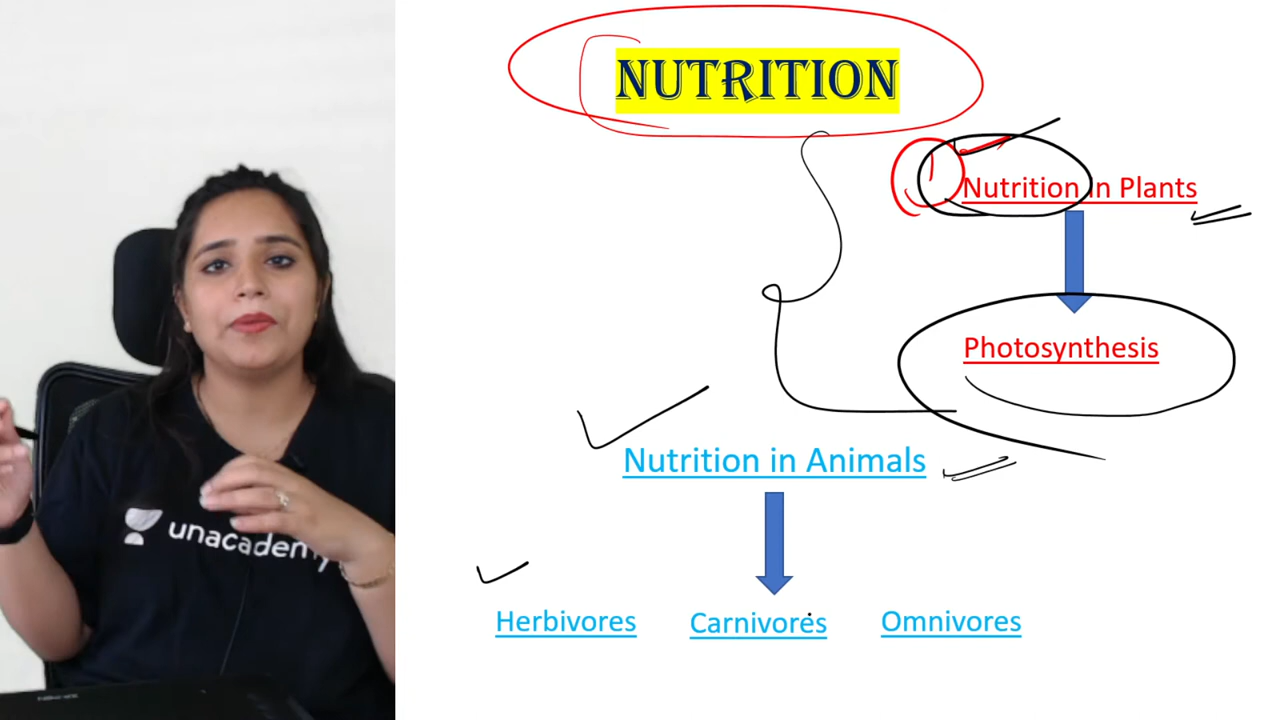 NUTRITION
Nutrition in Plants
Photosynthesis
Nutrition in Animals
Herbivores Carnivores Omnivores
unacademy